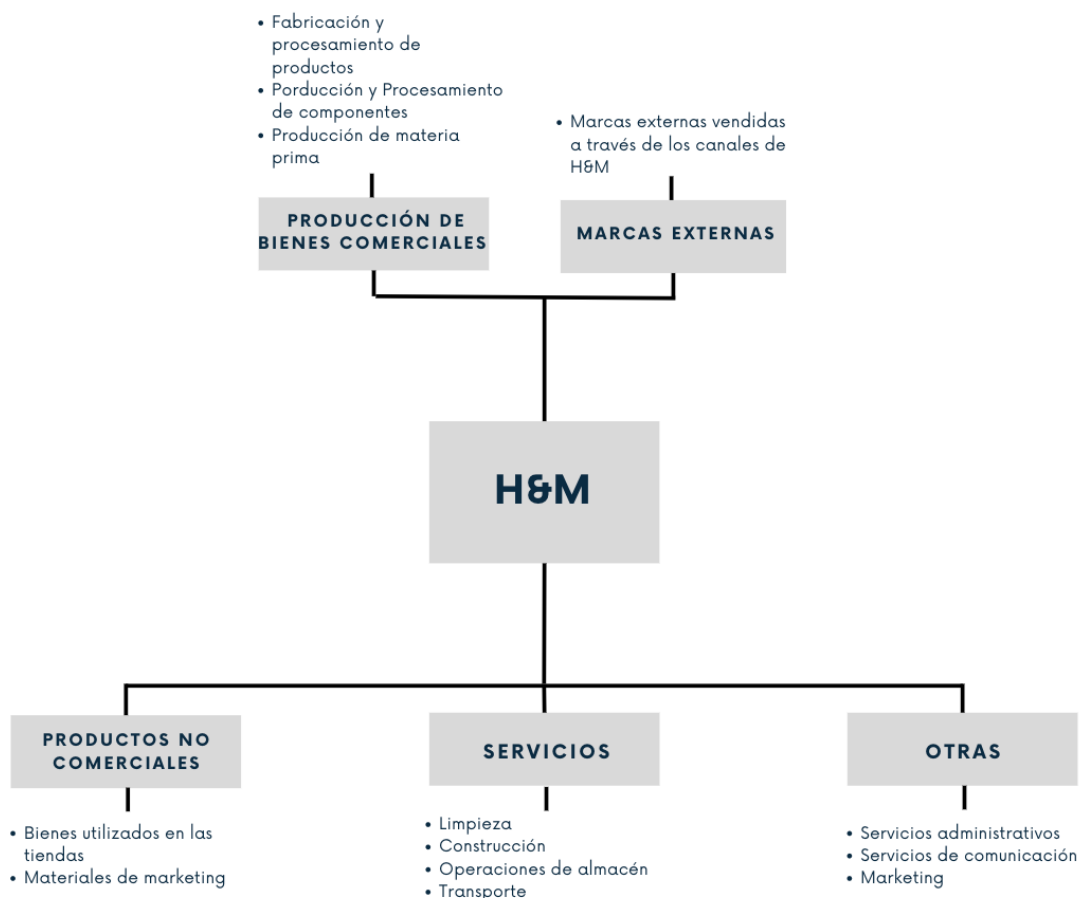 • Fabricación y
procesamiento de
productos
• Porducción y Procesamiento
de componentes
• Producción de materia
prima
• Marcas externas vendidas
a través de los canales de
H&M
PRODUCCIÓN DE
BIENES COMERCIALES
MARCAS EXTERNAS
H&M
PRODUCTOS NO
COMERCIALES
SERVICIOS
OTRAS
• Bienes utilizados en las
tiendas
• Materiales de marketing
• Limpieza
• Construcción
• Operaciones de almacén
• Transporte
• Servicios administrativos
• Servicios de comunicación
• Marketing